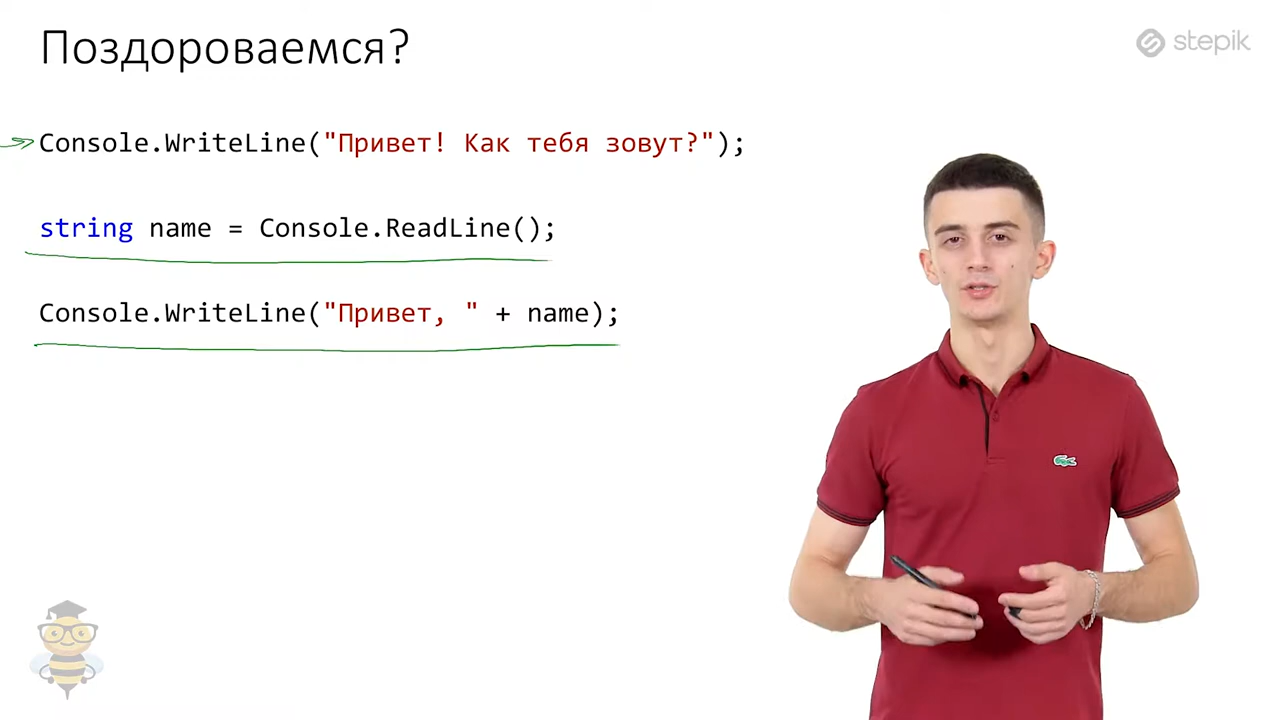 Поздороваемся?
stepik
Console.WriteLine("Привет! Как тебя зовут?");
string name = Console.ReadLine();
Console.WriteLine("Привет, " + name);